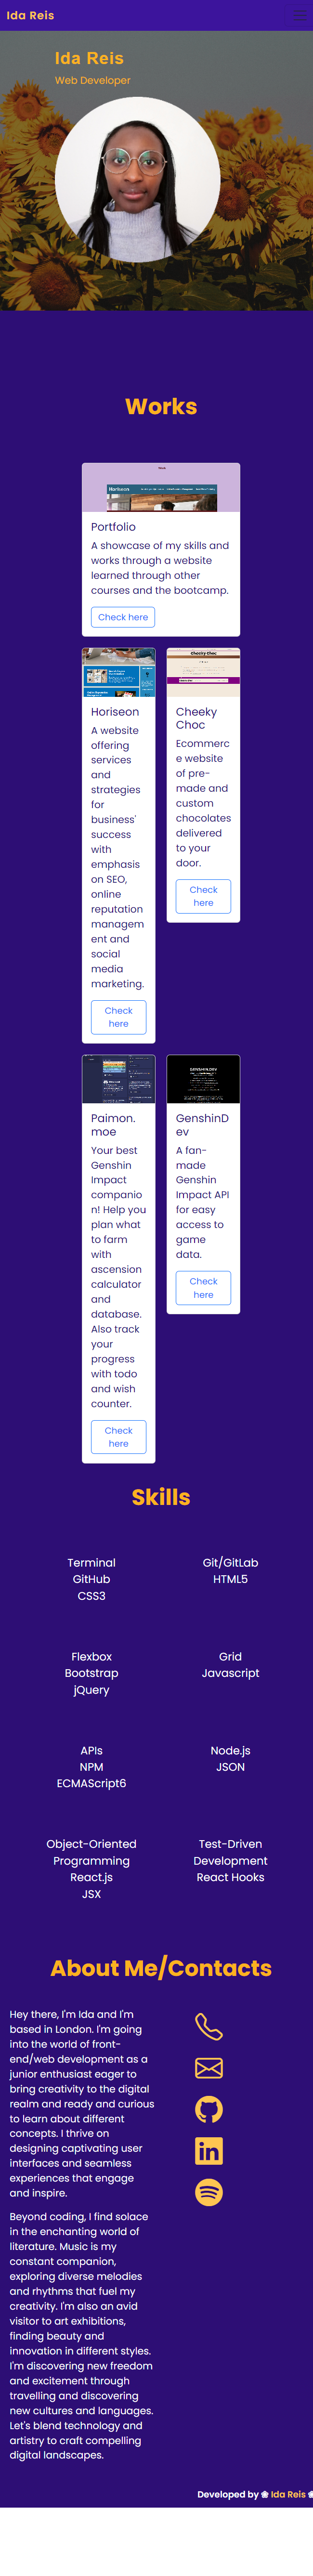 Ida Reis
Ida Reis
Web Developer
Works
Horiseon
Portfolio
A showcase of my skills and
works through a website
learned through other
courses and the bootcamp.
Check here
Horiseon
A website
offering
services
and
strategies
for
business'
success
with
emphasis
on SEO,
online
reputation
managem
ent and
social
media
marketing.
Check
here
Cheeky Choc
Cheeky
Choc
Ecommerc
e website
of pre-
made and
custom
chocolates
delivered
to your
door.
Check
here
Paimon.
moe
Your best
Genshin
Impact
companio
n! Help you
plan what
to farm
with
ascension
calculator
and
database.
Also track
your
progress
with todo
and wish
counter.
Check
here
GENSHIN.DEV
GenshinD
ev
A fan-
made
Genshin
Impact API
for easy
access to
game
data.
Check
here
Skills
Terminal
GitHub
CSS3
Git/GitLab
HTML5
Flexbox
Bootstrap
jQuery
Grid
Javascript
APIs
NPM
ECMAScript6
Node.js
JSON
Object-Oriented
Programming
React.js
JSX
Test-Driven
Development
React Hooks
About Me/Contacts
Hey there, I'm Ida and I'm
based in London. I'm going
into the world of front-
end/web development as a
junior enthusiast eager to
bring creativity to the digital
realm and ready and curious
to learn about different
concepts. I thrive on
designing captivating user
interfaces and seamless
experiences that engage
and inspire.
Beyond coding, I find solace
in the enchanting world of
literature. Music is my
constant companion,
exploring diverse melodies
and rhythms that fuel my
creativity. I'm also an avid
visitor to art exhibitions,
finding beauty and
innovation in different styles.
I'm discovering new freedom
and excitement through
travelling and discovering
new cultures and languages.
Let's blend technology and
artistry to craft compelling
digital landscapes.
Developed by ❀ Ida Reis ❀